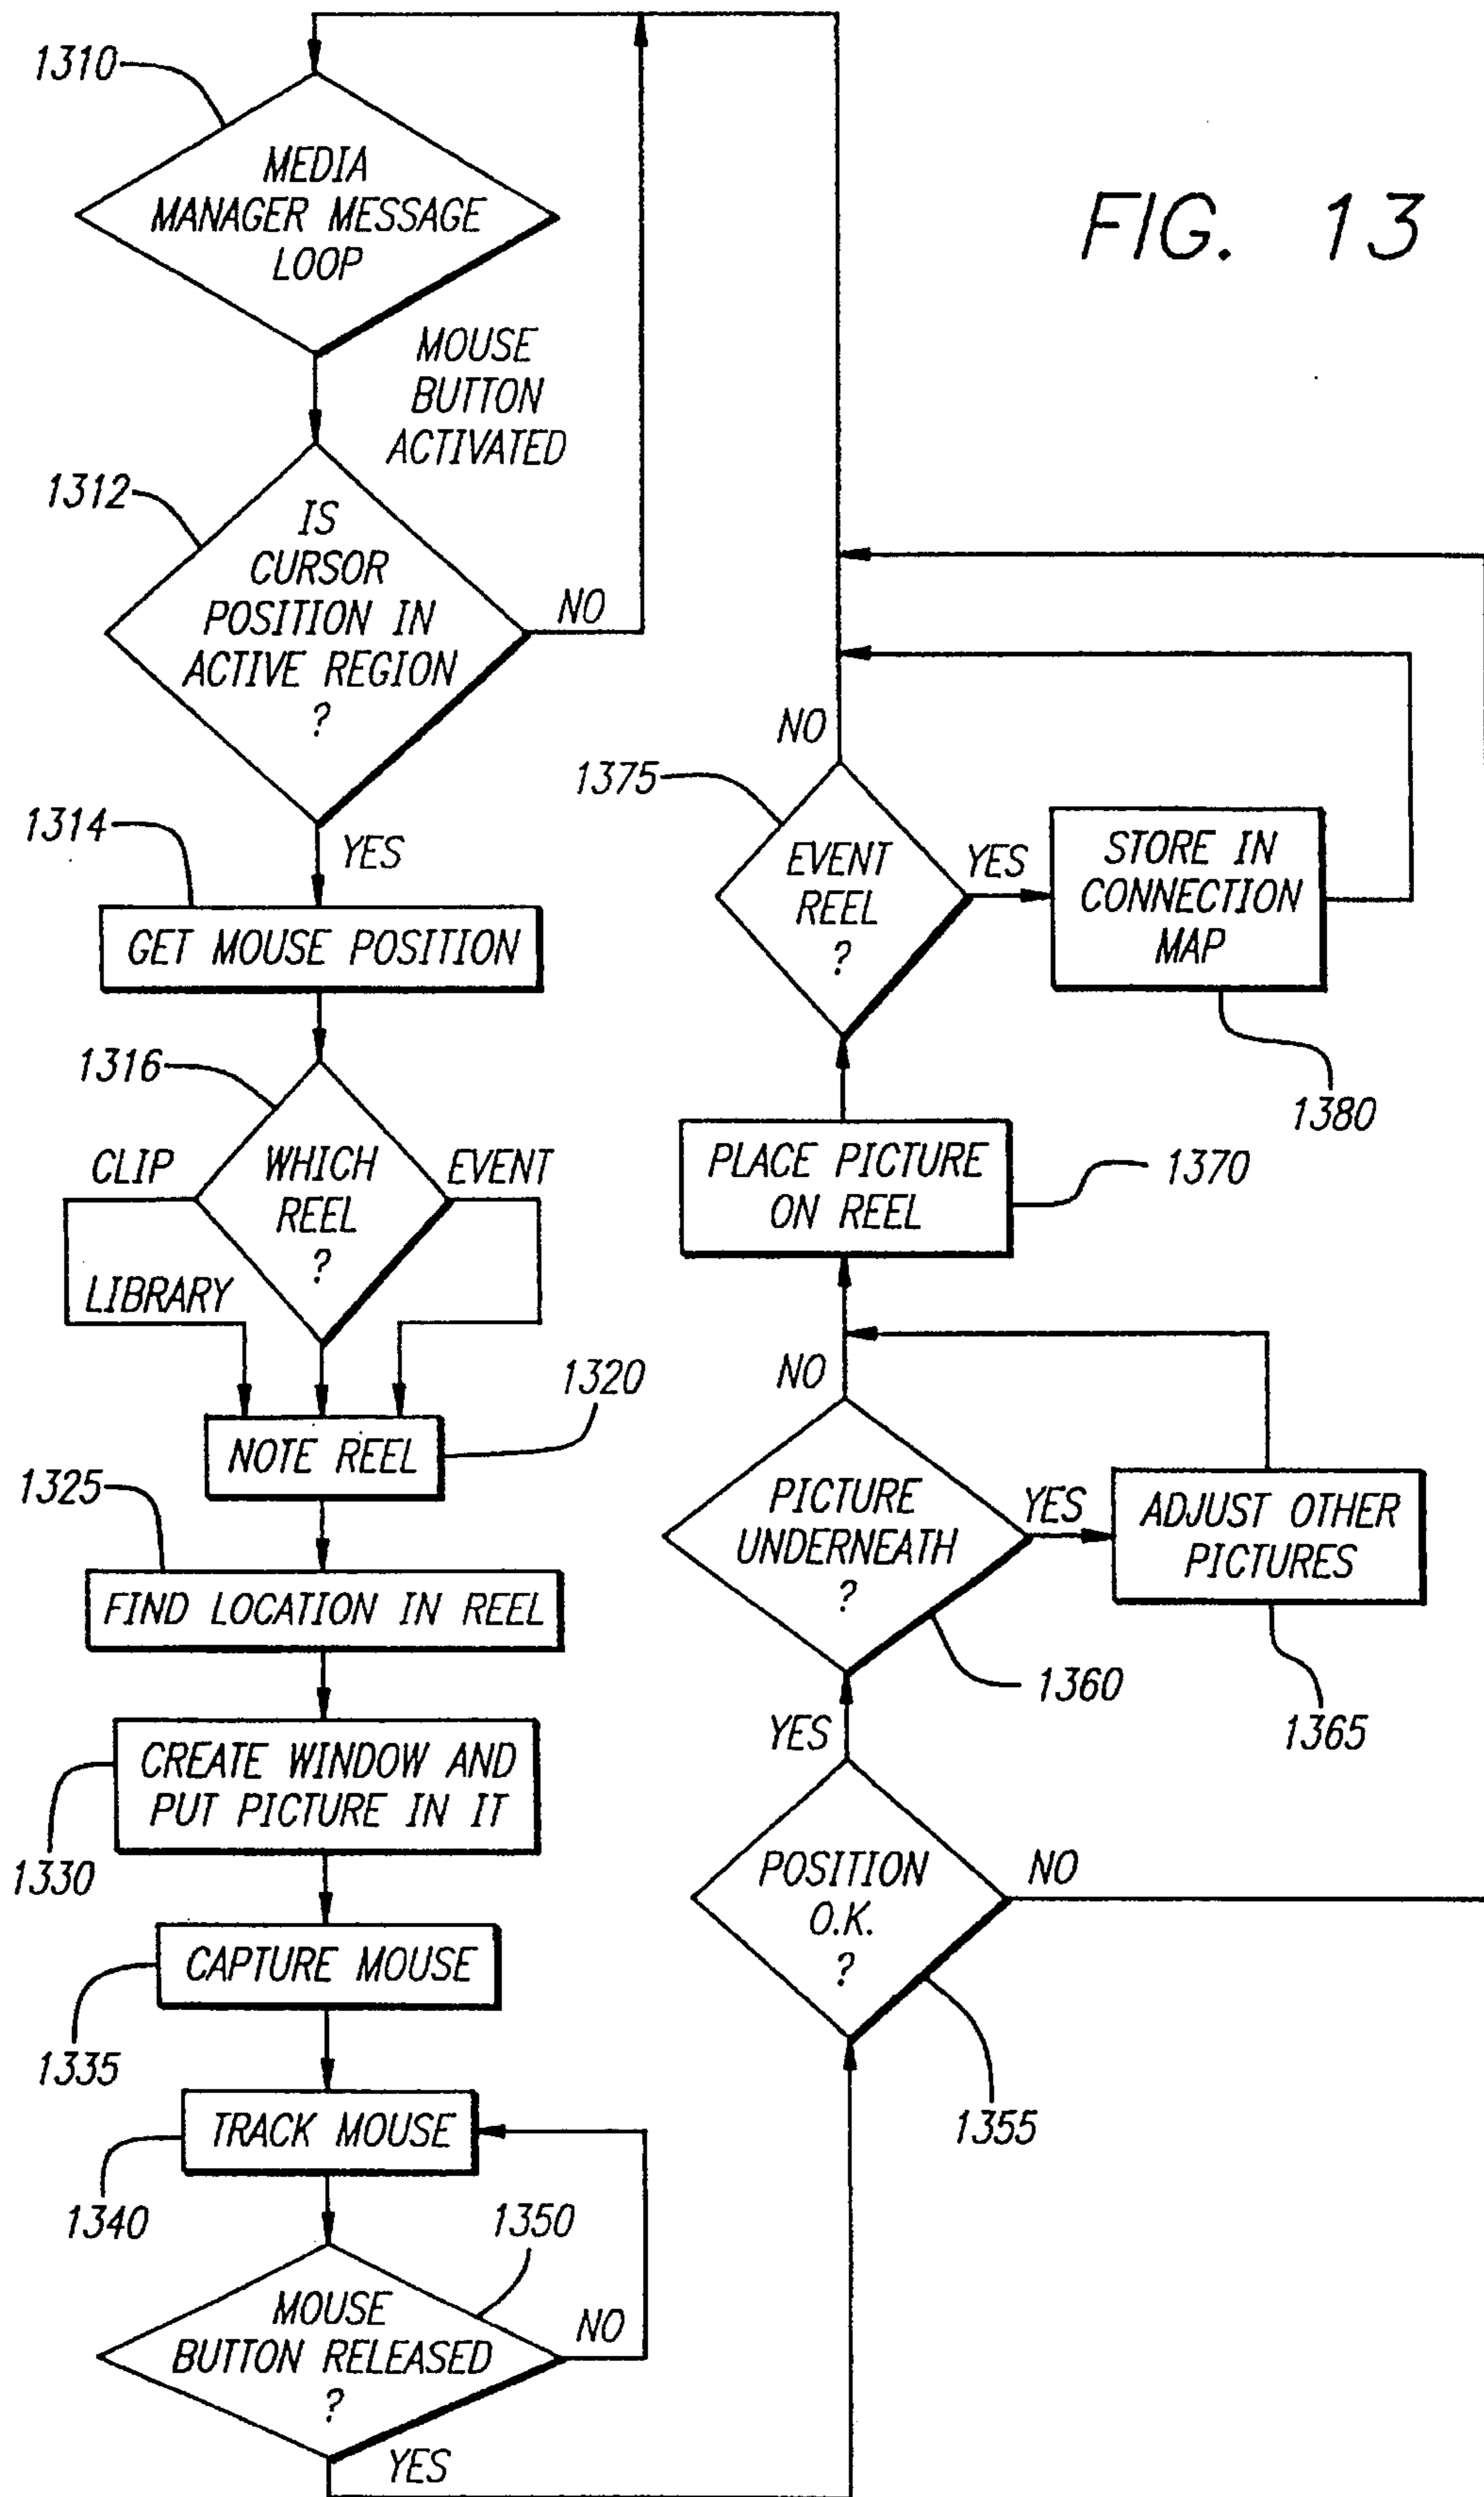 FIG. 13
1310
MEDIA
MANAGER MESSAGE
LOOP
MOUSE
BUTTON
ACTIVATED
1312
IS
CURSOR
POSITION IN
ACTIVE REGION
?
NO
YES
1314
GET MOUSE POSITION
1316
WHICH
REEL
?
CLIP
EVENT
LIBRARY
1320
NOTE REEL
1325
FIND LOCATION IN REEL
CREATE WINDOW AND
PUT PICTURE IN IT
1330
CAPTURE MOUSE
1335
TRACK MOUSE
1340
1350
MOUSE
BUTTON RELEASED
?
NO
YES
POSITION
O.K.
?
NO
1355
YES
PICTURE
UNDERNEATH
?
YES
ADJUST OTHER
PICTURES
1360
1365
NO
PLACE PICTURE
ON REEL
1370
1375
EVENT
REEL
?
YES
STORE IN
CONNECTION
MAP
1380
NO